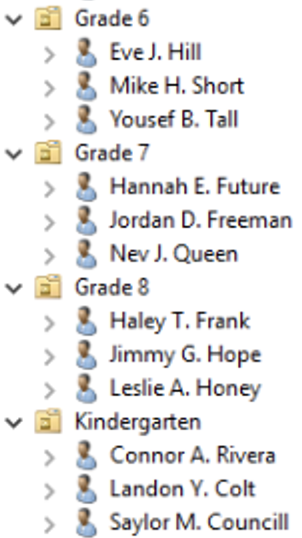 Grade 6
Eve J. Hill
Mike H. Short
Yousef B. Tall
Grade 7
Hannah E. Future
Jordan D. Freeman
Nev J. Queen
Grade 8
Haley T. Frank
Jimmy G. Hope
Leslie A. Honey
Kindergarten
Connor A. Rivera
Landon Y. Colt
Saylor M. Councill